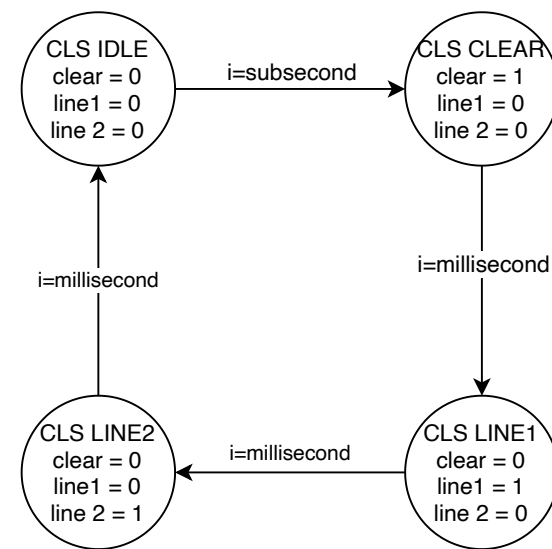 CLS IDLE
clear = 0
line1 = 0
line 2 = 0
i=subsecond
CLS CLEAR
clear = 1
line1 = 0
line 2 = 0
i=millisecond
i=millisecond
CLS LINE2
clear = 0
line1 = 0
line 2 = 1
i=millisecond
CLS LINE1
clear = 0
line1 = 1
line 2 = 0